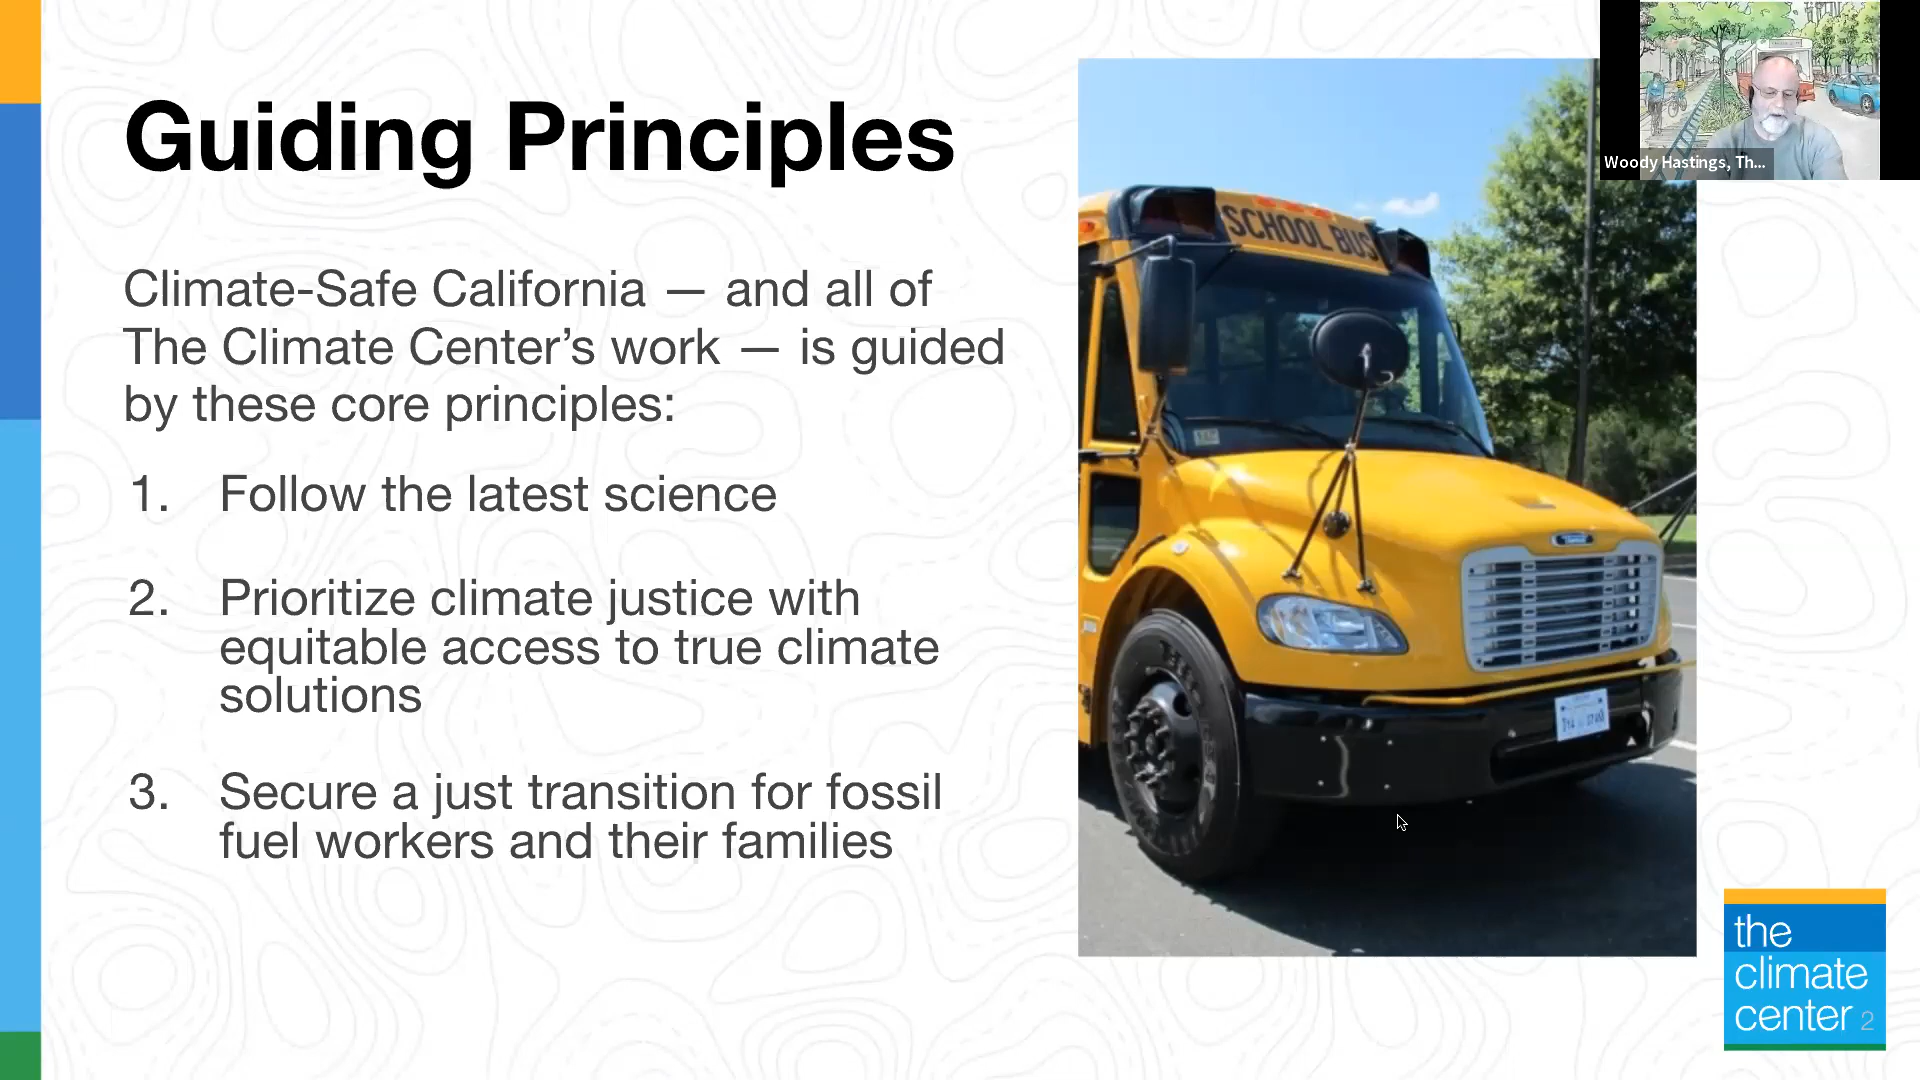 Guiding Principles
Climate-Safe California — and all of
The Climate Center’s work — is guided
by these core principles:
1. Follow the latest science
2. Prioritize climate justice with
equitable access to true climate
solutions
3. Secure a just transition for fossil
fuel workers and their families
SCHOOL BUS
Woody Hastings, Th...
the
climate
center 2